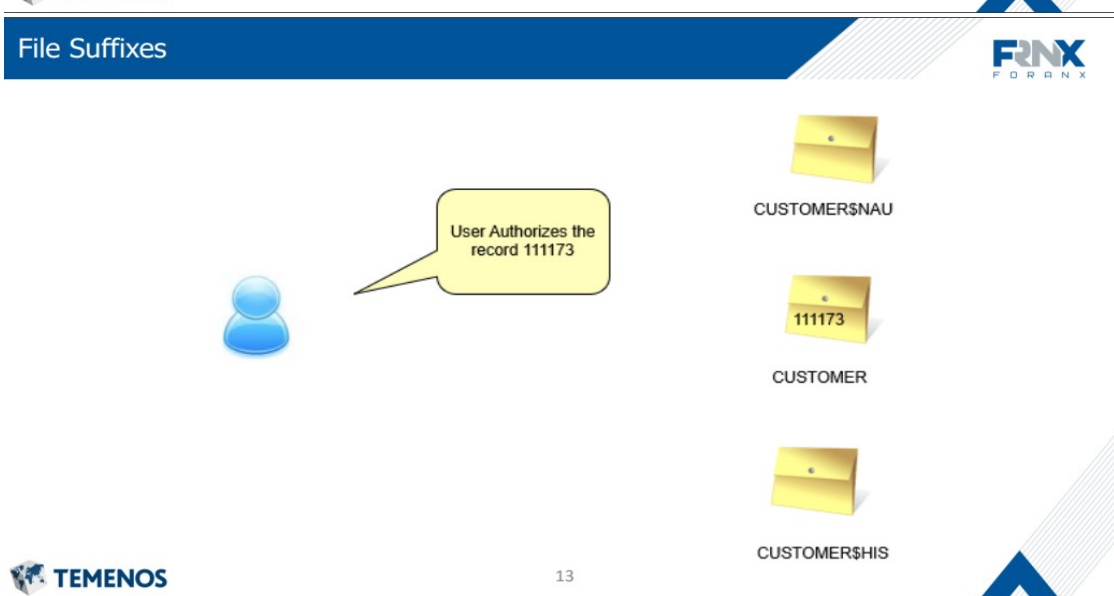 File Suffixes
FRNX
FORANX
CUSTOMER$NAU
User Authorizes the
record 111173
111173
CUSTOMER
CUSTOMER$HIS
TEMENOS
13